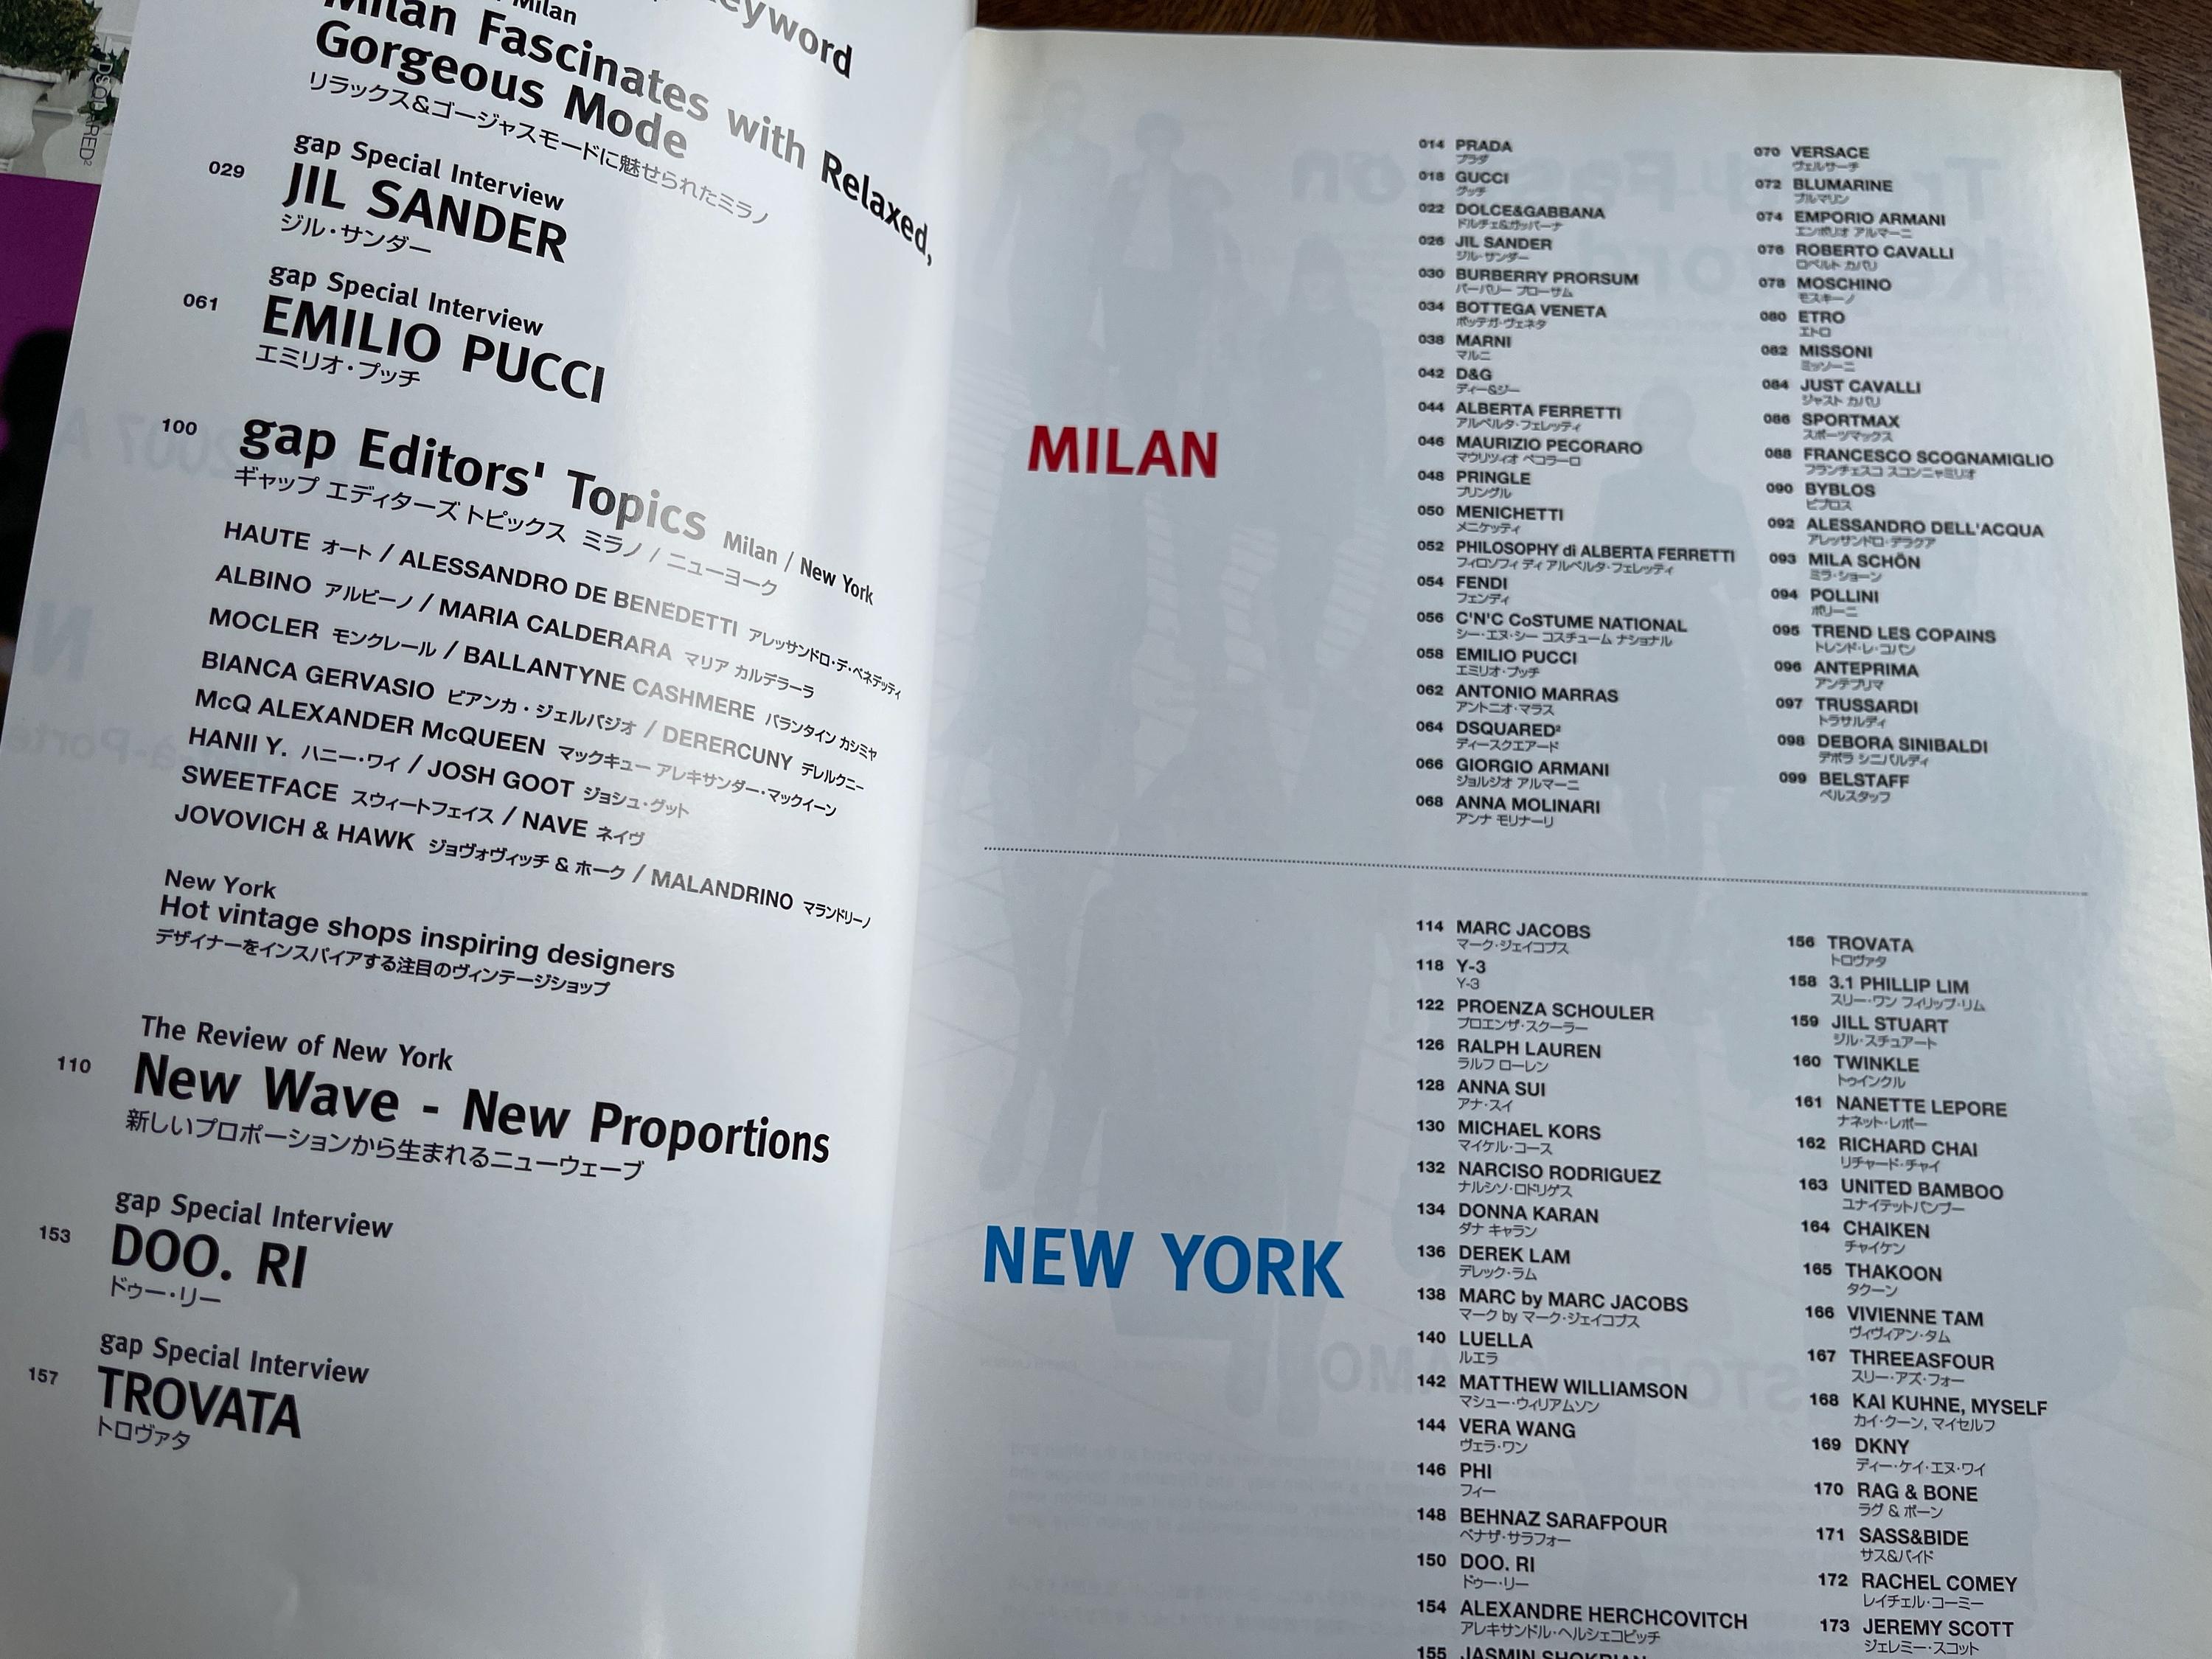 eyword
Milan
Milan Fascinates with Relaxed,
Gorgeous Mode
リラックス&ゴージャスモードに魅せられたミラノ
gap Special Interview
029 JIL SANDER
ジル・サンダー
gap Special Interview
061 EMILIO PUCCI
エミリオ・プッチ
100 gap Editors' Topics Milan / New York
ギャップ エディターズ トピックス ミラノ / ニューヨーク
HAUTE オート / ALESSANDRO DE BENEDETTI アレッサンドロ・デ・ベネデッティ
ALBINO アルビーノ / MARIA CALDERARA マリア カルデラーラ
MOCLER モンクレール / BALLANTYNE CASHMERE バランタイン カシミヤ
BIANCA GERVASIO ビアンカ・ジェルバジオ / DERERCUNY デレルクニー
McQ ALEXANDER McQUEEN マックキュー アレキサンダー・マックイーン
HANII Y. ハニー・ワイ / JOSH GOOT ジョシュ・グット
SWEETFACE スウィートフェイス / NAVE ネイヴ
JOVOVICH & HAWK ジョヴォヴィッチ & ホーク / MALANDRINO マランドリーノ
New York
Hot vintage shops inspiring designers
デザイナーをインスパイアする注目のヴィンテージショップ
The Review of New York
110 New Wave - New Proportions
新しいプロポーションから生まれるニューウェーブ
gap Special Interview
153 DOO. RI
ドゥー・リー
gap Special Interview
157 TROVATA
トロヴァタ
MILAN
014 PRADA
プラダ
018 GUCCI
グッチ
022 DOLCE&GABBANA
ドルチェ&ガッバーナ
026 JIL SANDER
ジル・サンダー
030 BURBERRY PRORSUM
バーバリー プローサム
034 BOTTEGA VENETA
ボッテガ・ヴェネタ
038 MARNI
マルニ
042 D&G
ディー&ジー
044 ALBERTA FERRETTI
アルベルタ・フェレッティ
046 MAURIZIO PECORARO
マウリツィオ ペコラーロ
048 PRINGLE
プリングル
050 MENICHETTI
メニケッティ
052 PHILOSOPHY di ALBERTA FERRETTI
フィロソフィ ディ アルベルタ・フェレッティ
054 FENDI
フェンディ
056 C'N'C CoSTUME NATIONAL
シー・エヌ・シー コスチューム ナショナル
058 EMILIO PUCCI
エミリオ・プッチ
062 ANTONIO MARRAS
アントニオ・マラス
064 DSQUARED²
ディースクエアード
066 GIORGIO ARMANI
ジョルジオ アルマーニ
068 ANNA MOLINARI
アンナ モリナーリ
070 VERSACE
ヴェルサーチ
072 BLUMARINE
ブルマリン
074 EMPORIO ARMANI
エンポリオ アルマーニ
076 ROBERTO CAVALLI
ロベルト カバリ
078 MOSCHINO
モスキーノ
080 ETRO
エトロ
082 MISSONI
ミッソーニ
084 JUST CAVALLI
ジャスト カバリ
086 SPORTMAX
スポーツマックス
088 FRANCESCO SCOGNAMIGLIO
フランチェスコ スコンニャミリオ
090 BYBLOS
ビブロス
092 ALESSANDRO DELL'ACQUA
アレッサンドロ・デラクア
093 MILA SCHÖN
ミラ・ショーン
094 POLLINI
ポリーニ
095 TREND LES COPAINS
トレンド・レ・コパン
096 ANTEPRIMA
アンテプリマ
097 TRUSSARDI
トラサルディ
098 DEBORA SINIBALDI
デボラ シニバルディ
099 BELSTAFF
ベルスタッフ
NEW YORK
114 MARC JACOBS
マーク・ジェイコブス
118 Y-3
Y-3
122 PROENZA SCHOULER
プロエンザ・スクーラー
126 RALPH LAUREN
ラルフ ローレン
128 ANNA SUI
アナ・スイ
130 MICHAEL KORS
マイケル・コース
132 NARCISO RODRIGUEZ
ナルシソ・ロドリゲス
134 DONNA KARAN
ダナ キャラン
136 DEREK LAM
デレック・ラム
138 MARC by MARC JACOBS
マーク by マーク・ジェイコブス
140 LUELLA
ルエラ
142 MATTHEW WILLIAMSON
マシュー・ウィリアムソン
144 VERA WANG
ヴェラ・ワン
146 PHI
フィー
148 BEHNAZ SARAFPOUR
ベナザ・サラフォー
150 DOO. RI
ドゥー・リー
154 ALEXANDRE HERCHCOVITCH
アレキサンドル・ヘルシェコビッチ
155 JASMIN SHOKRIAN
156 TROVATA
トロヴァタ
158 3.1 PHILLIP LIM
スリー・ワン フィリップ・リム
159 JILL STUART
ジル・スチュアート
160 TWINKLE
トゥインクル
161 NANETTE LEPORE
ナネット・レポー
162 RICHARD CHAI
リチャード・チャイ
163 UNITED BAMBOO
ユナイテットバンブー
164 CHAIKEN
チャイケン
165 THAKOON
タクーン
166 VIVIENNE TAM
ヴィヴィアン・タム
167 THREEASFOUR
スリー・アズ・フォー
168 KAI KUHNE, MYSELF
カイ・クーン, マイセルフ
169 DKNY
ディー・ケイ・エヌ・ワイ
170 RAG & BONE
ラグ & ボーン
171 SASS&BIDE
サス&バイド
172 RACHEL COMEY
レイチェル・コーミー
173 JEREMY SCOTT
ジェレミー・スコット